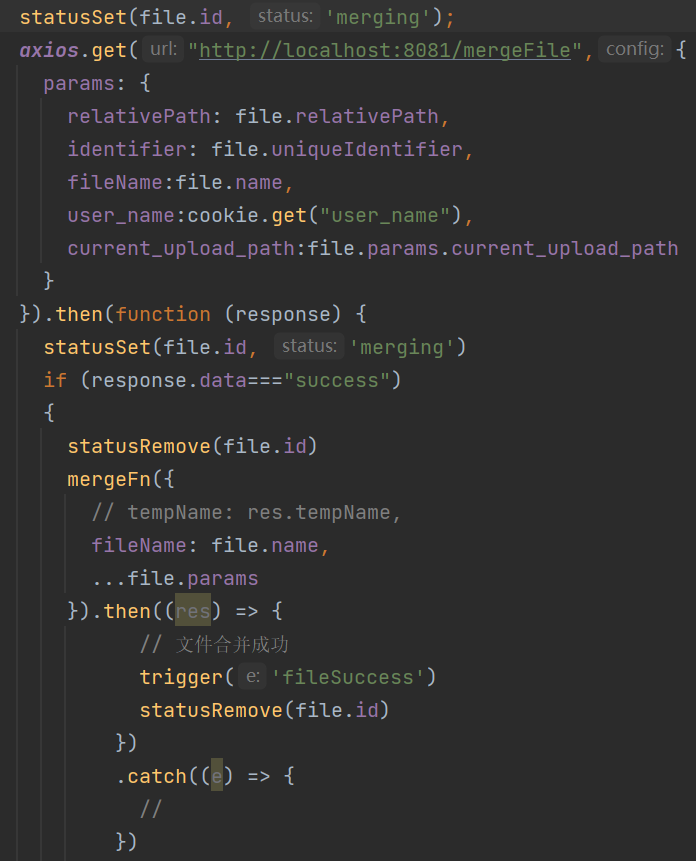 statusSet(file.id, status: 'merging');
axios.get( url: "http://localhost:8081/mergeFile", config: {
  params: {
    relativePath: file.relativePath,
    identifier: file.uniqueIdentifier,
    fileName:file.name,
    user_name:cookie.get("user_name"),
    current_upload_path:file.params.current_upload_path
  }
}).then(function (response) {
  statusSet(file.id, status: 'merging')
  if (response.data==="success")
  {
    statusRemove(file.id)
    mergeFn({
      // tempName: res.tempName,
      fileName: file.name,
      ...file.params
    }).then((res) => {
          // 文件合并成功
          trigger( e: 'fileSuccess')
          statusRemove(file.id)
        })
        .catch((e) => {
          //
        })